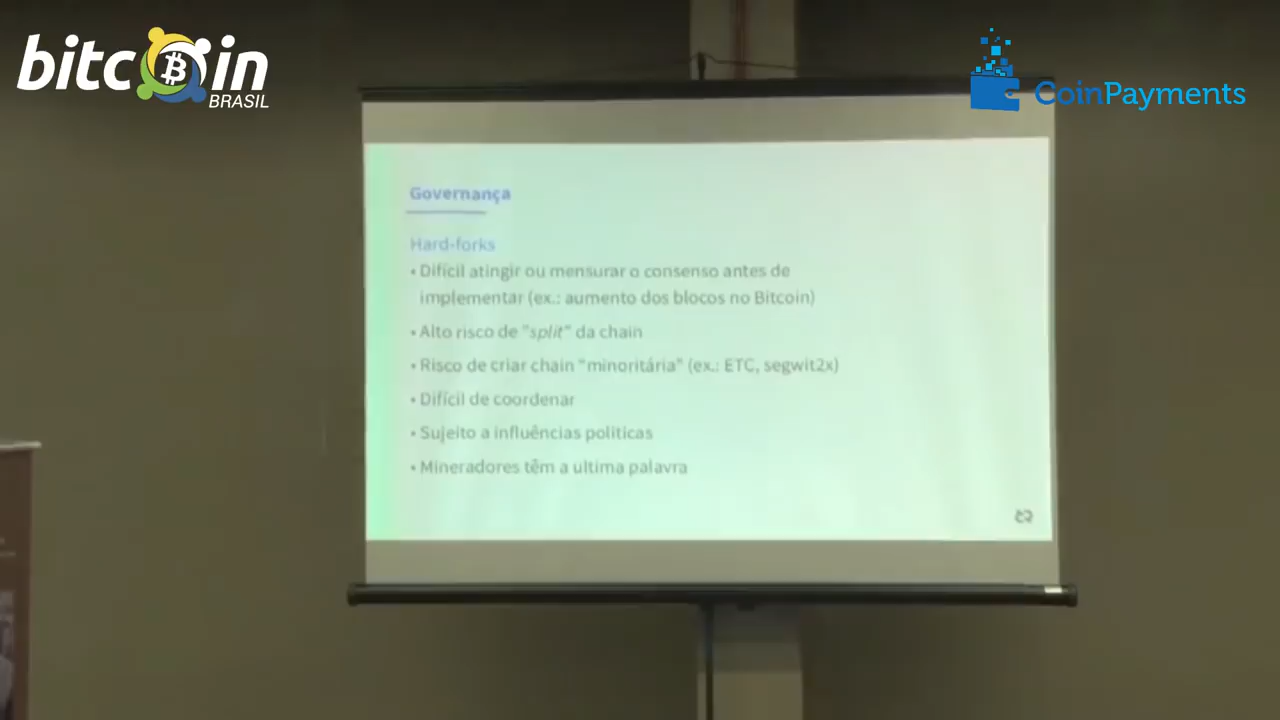 bitcoin
BRASIL
CoinPayments
Governança
Hard-forks
• Difícil atingir ou mensurar o consenso antes de
implementar (ex.: aumento dos blocos no Bitcoin)
• Alto risco de "split" da chain
• Risco de criar chain "minoritária" (ex.: ETC, segwit2x)
• Difícil de coordenar
• Sujeito a influências políticas
• Mineradores têm a ultima palavra